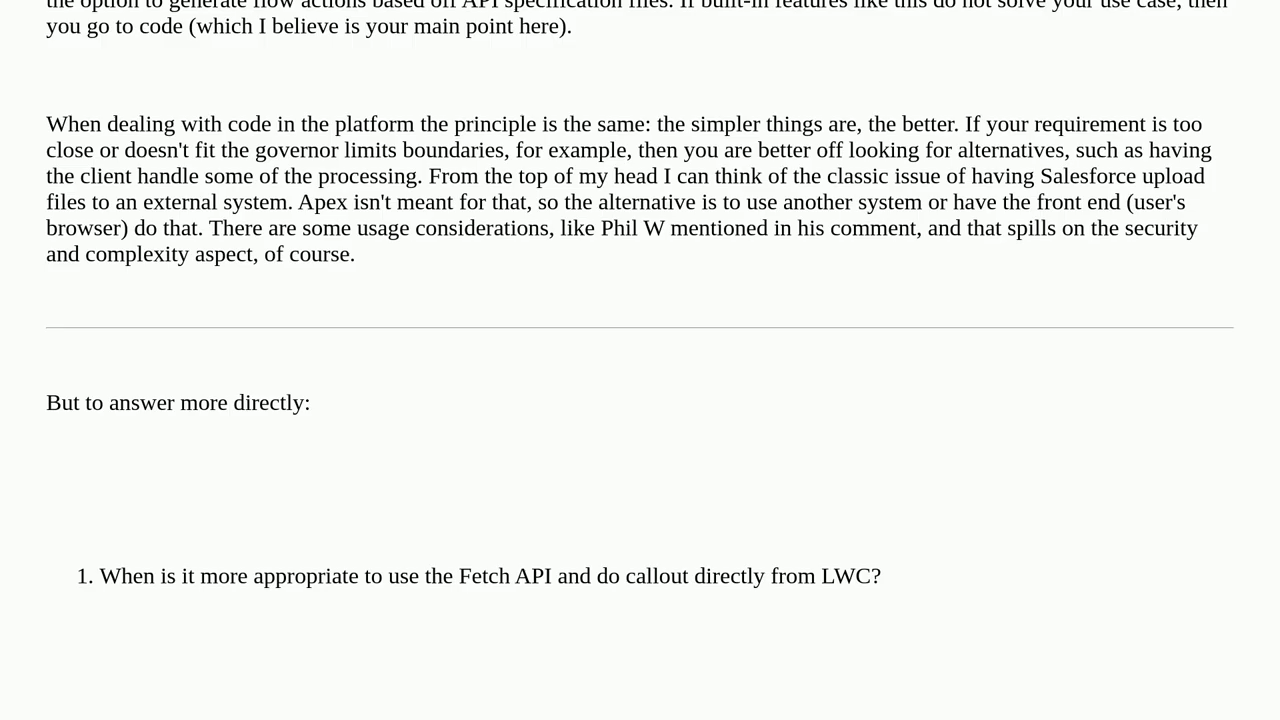 the option to generate flow actions based off API specification files. If built-in features like this do not solve your use case, then
you go to code (which I believe is your main point here).
When dealing with code in the platform the principle is the same: the simpler things are, the better. If your requirement is too
close or doesn't fit the governor limits boundaries, for example, then you are better off looking for alternatives, such as having
the client handle some of the processing. From the top of my head I can think of the classic issue of having Salesforce upload
files to an external system. Apex isn't meant for that, so the alternative is to use another system or have the front end (user's
browser) do that. There are some usage considerations, like Phil W mentioned in his comment, and that spills on the security
and complexity aspect, of course.
But to answer more directly:
1. When is it more appropriate to use the Fetch API and do callout directly from LWC?